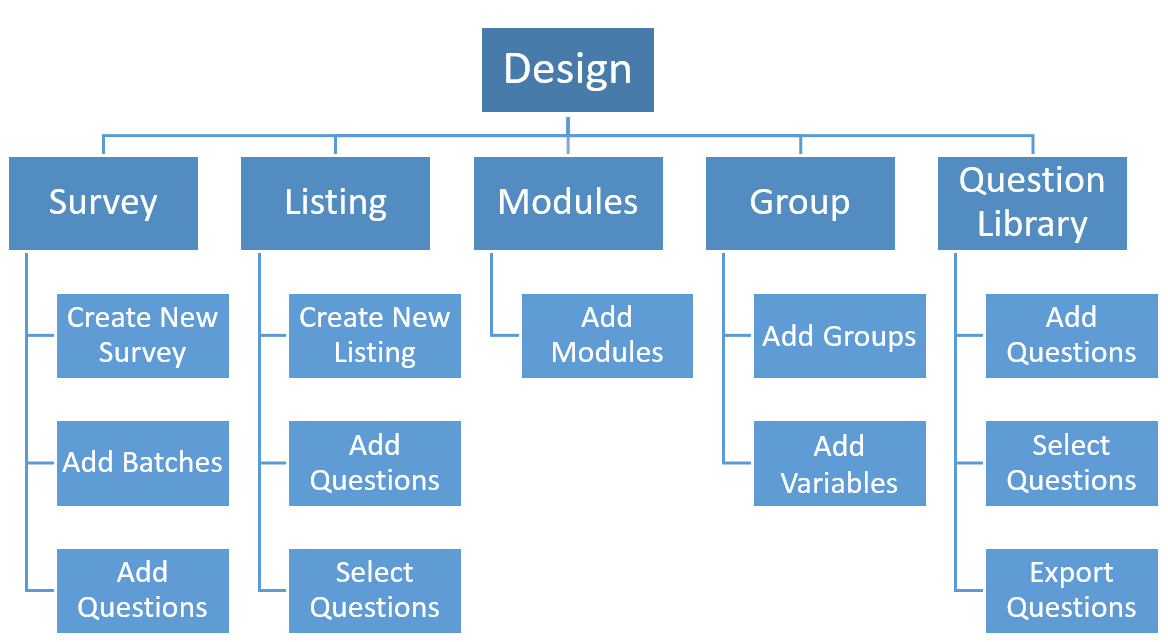 Design
Survey
Listing
Modules
Group
Question
Library
Create New
Survey
Add Batches
Add
Questions
Create New
Listing
Add
Questions
Select
Questions
Add
Modules
Add Groups
Add
Variables
Add
Questions
Select
Questions
Export
Questions